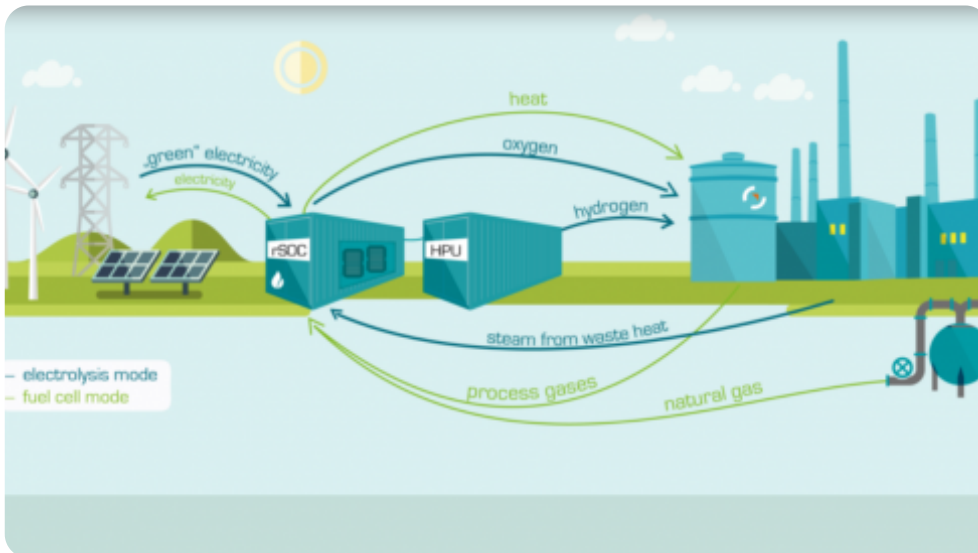 heat
oxygen
„green" electricity
electricity
hydrogen
rSOC
HPU
steam from waste heat
process gases
natural gas
electrolysis mode
fuel cell mode